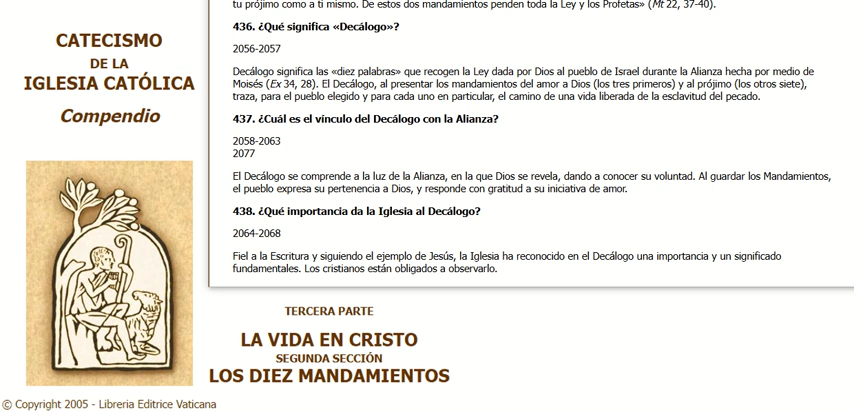 tu prójimo como a ti mismo. De estos dos mandamientos penden toda la Ley y los Profetas» (Mt 22, 37-40).
436. ¿Qué significa «Decálogo»?
2056-2057
Decálogo significa las «diez palabras» que recogen la Ley dada por Dios al pueblo de Israel durante la Alianza hecha por medio de
Moisés (Ex 34, 28). El Decálogo, al presentar los mandamientos del amor a Dios (los tres primeros) y al prójimo (los otros siete),
traza, para el pueblo elegido y para cada uno en particular, el camino de una vida liberada de la esclavitud del pecado.
437. ¿Cuál es el vínculo del Decálogo con la Alianza?
2058-2063
2077
El Decálogo se comprende a la luz de la Alianza, en la que Dios se revela, dando a conocer su voluntad. Al guardar los Mandamientos,
el pueblo expresa su pertenencia a Dios, y responde con gratitud a su iniciativa de amor.
438. ¿Qué importancia da la Iglesia al Decálogo?
2064-2068
Fiel a la Escritura y siguiendo el ejemplo de Jesús, la Iglesia ha reconocido en el Decálogo una importancia y un significado
fundamentales. Los cristianos están obligados a observarlo.
CATECISMO
DE LA
IGLESIA CATÓLICA
Compendio
TERCERA PARTE
LA VIDA EN CRISTO
SEGUNDA SECCIÓN
LOS DIEZ MANDAMIENTOS
© Copyright 2005 - Libreria Editrice Vaticana